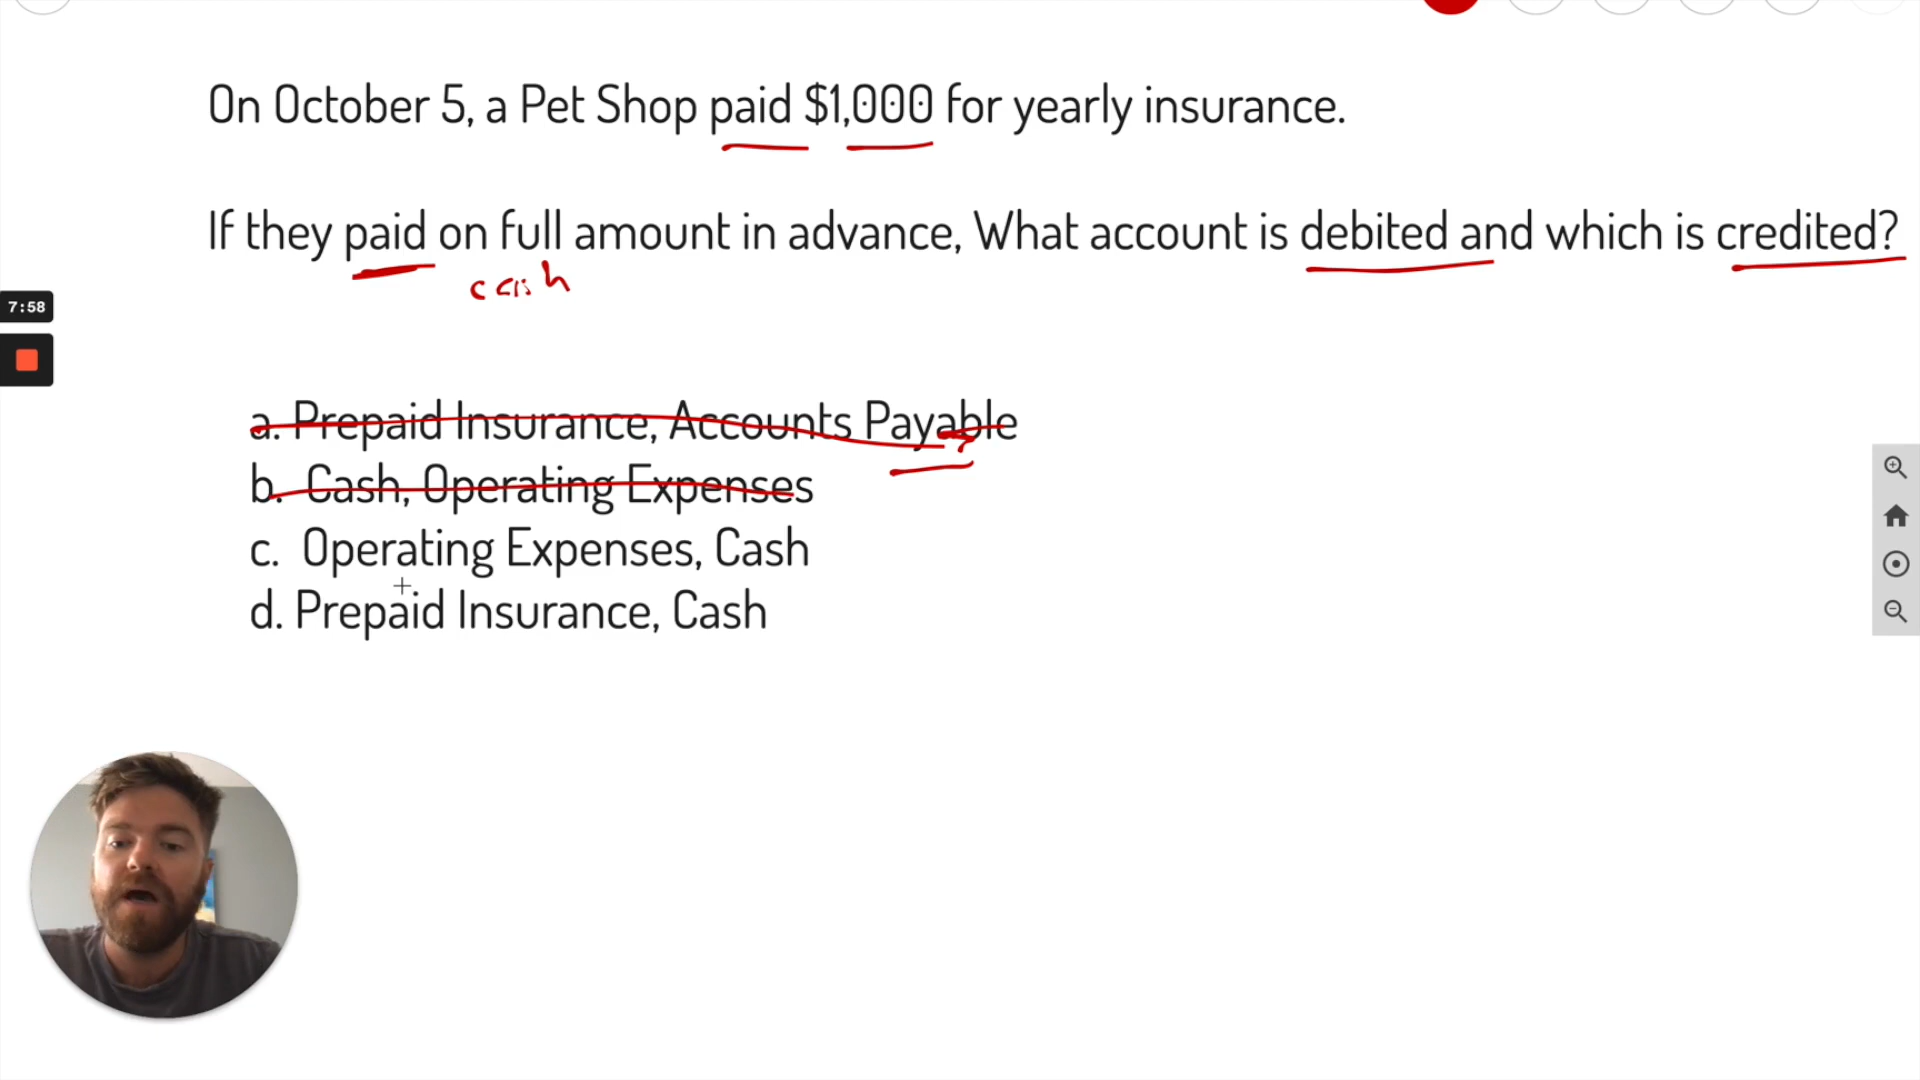 On October 5, a Pet Shop paid $1,000 for yearly insurance.
If they paid on full amount in advance, What account is debited and which is credited?
cash
7:58
a. Prepaid Insurance, Accounts Payable
b. Cash, Operating Expenses
c. Operating Expenses, Cash
d. Prepaid Insurance, Cash